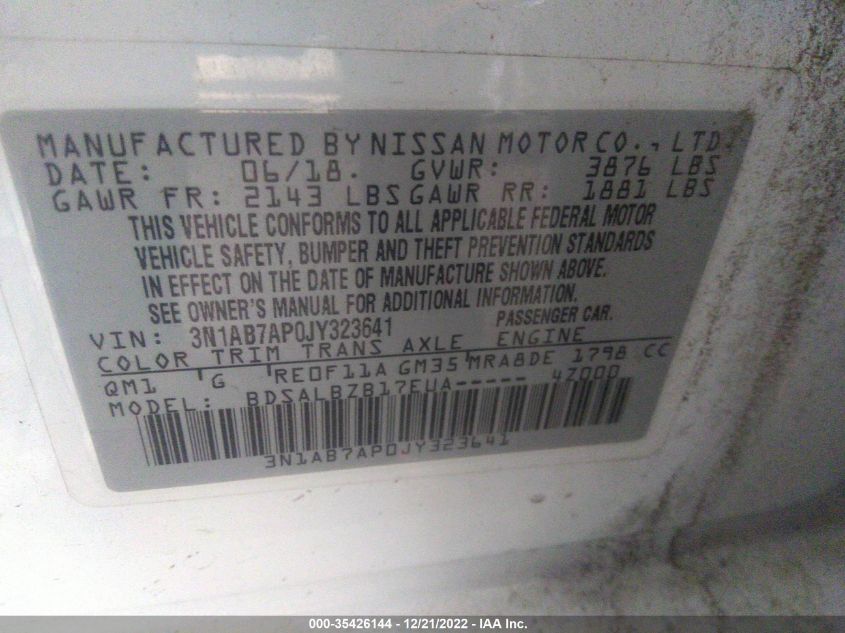 MANUFACTURED BY NISSAN MOTOR CO., LTD.
DATE: 06/18. GVWR: 3876 LBS
GAWR FR: 2143 LBS GAWR RR: 1881 LBS
THIS VEHICLE CONFORMS TO ALL APPLICABLE FEDERAL MOTOR
VEHICLE SAFETY, BUMPER AND THEFT PREVENTION STANDARDS
IN EFFECT ON THE DATE OF MANUFACTURE SHOWN ABOVE.
SEE OWNER'S MANUAL FOR ADDITIONAL INFORMATION.
VIN: 3N1AB7AP0JY323641 PASSENGER CAR.
COLOR TRIM TRANS AXLE ENGINE
QM1 G RE0F11A GM35 MRA8DE 1798 CC
MODEL: BDSALBZB17EUA----- 4Z000
3N1AB7AP0JY323641
000-35426144 - 12/21/2022 - IAA Inc.